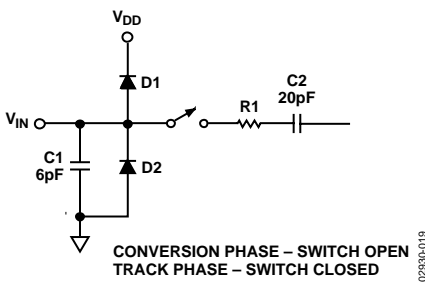 VDD
D1
C2
20pF
R1
VIN
C1
6pF
D2
CONVERSION PHASE – SWITCH OPEN
TRACK PHASE – SWITCH CLOSED
02930-019